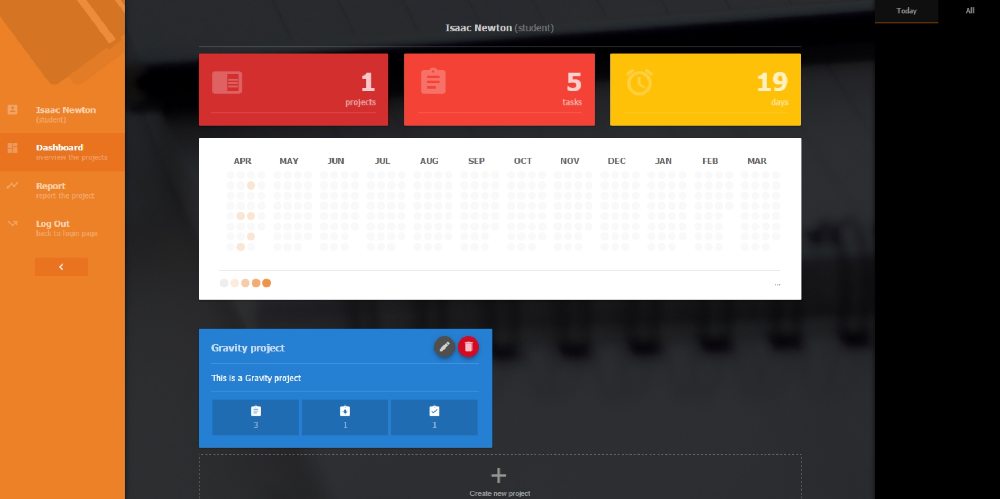 Isaac Newton
(student)
Dashboard
overview the projects
Report
report the project
Log Out
back to login page
Isaac Newton (student)
1
projects
5
tasks
19
days
APR MAY JUN JUL AUG SEP OCT NOV DEC JAN FEB MAR
...
Gravity project
This is a Gravity project
3 1 1
Create new project
Today All